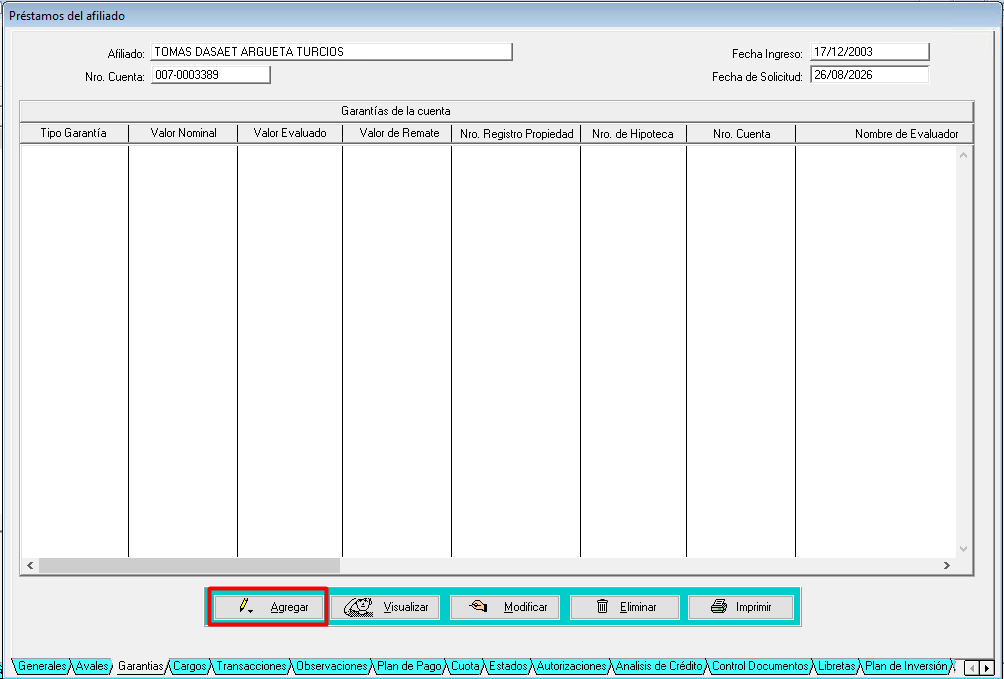 Préstamos del afiliado
Afiliado: TOMAS DASAET ARGUETA TURCIOS Fecha Ingreso: 17/12/2003
Nro. Cuenta: 007-0003389 Fecha de Solicitud: 26/08/2026
Garantías de la cuenta
Tipo Garantía Valor Nominal Valor Evaluado Valor de Remate Nro. Registro Propiedad Nro. de Hipoteca Nro. Cuenta Nombre de Evaluador
Agregar Visualizar Modificar Eliminar Imprimir
Generales Avales Garantias Cargos Transacciones Observaciones Plan de Pago Cuota Estados Autorizaciones Analisis de Crédito Control Documentos Libretas Plan de Inversión